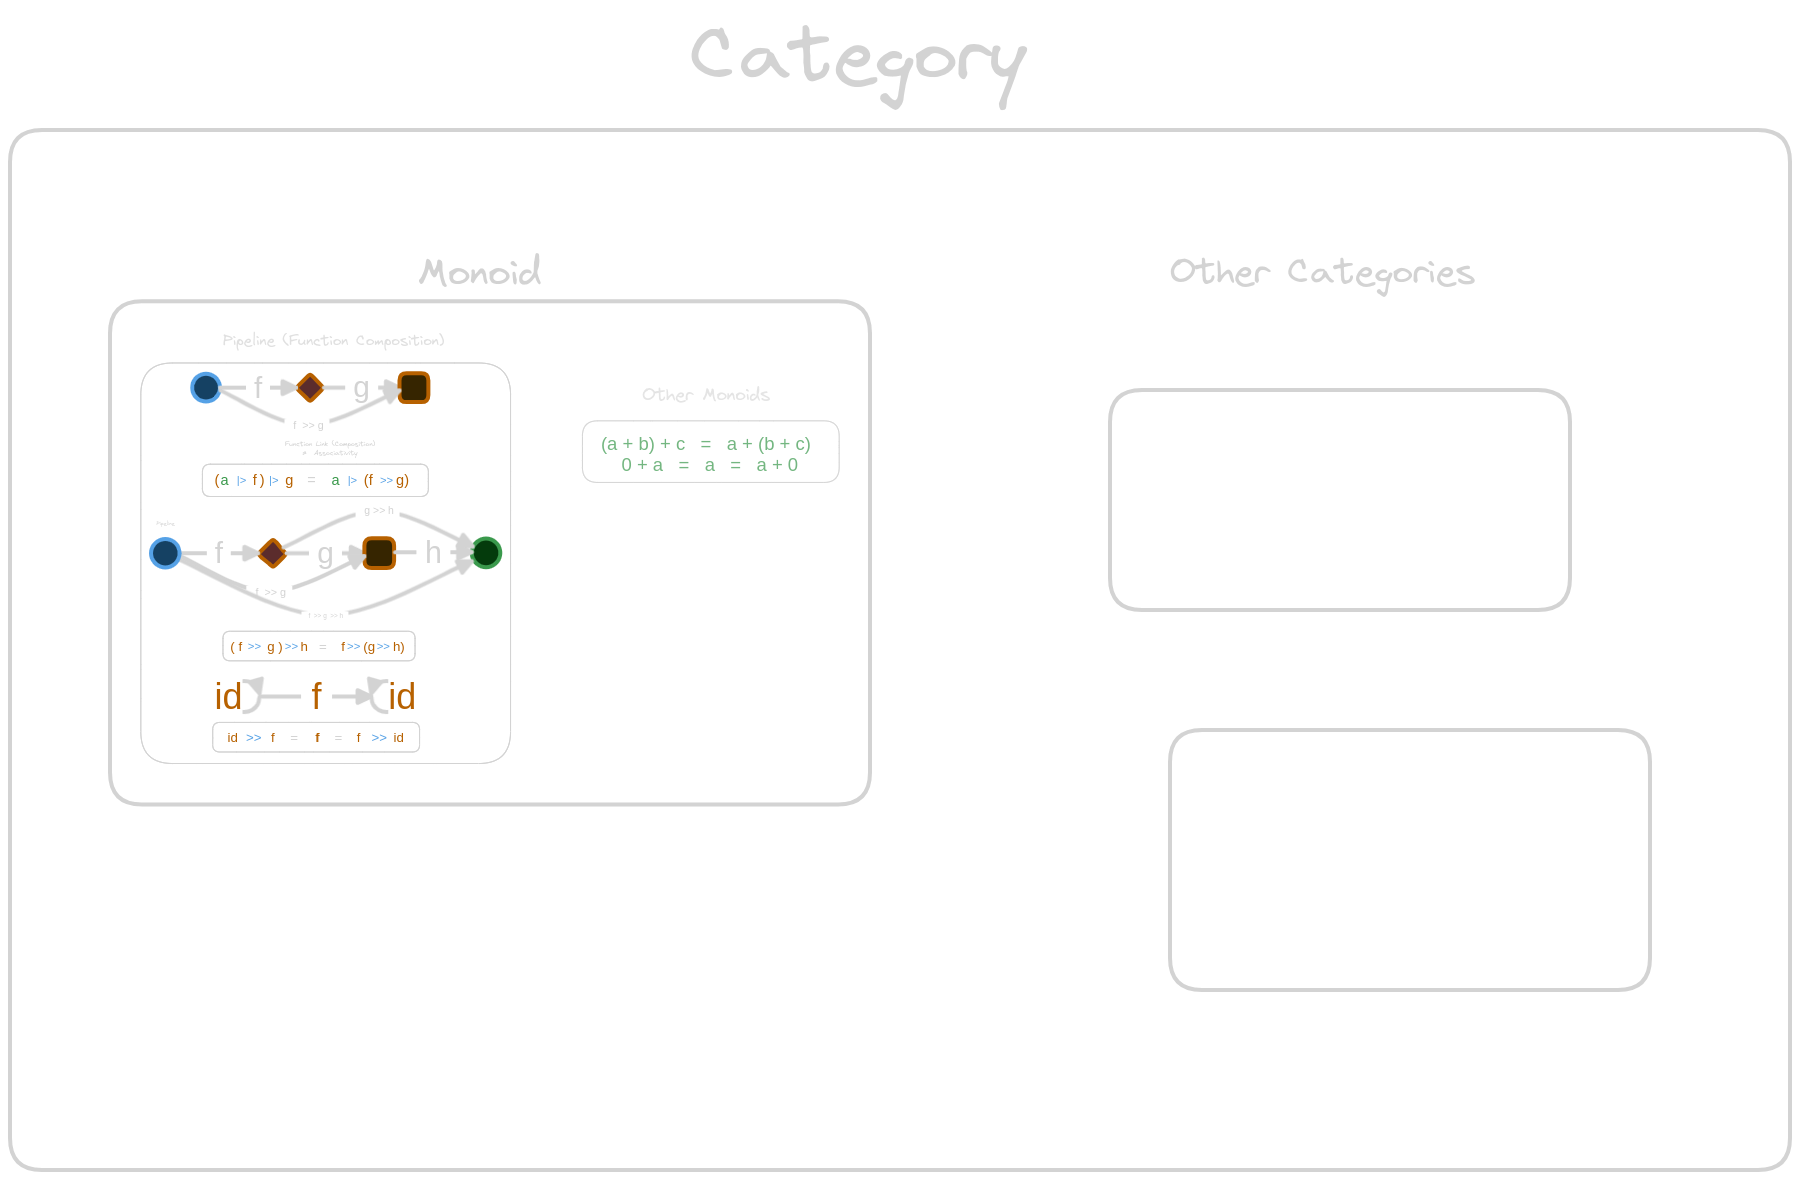 Category
Monoid
Other Categories
Pipeline (Function Composition)
f g
f >> g
Function Link (Composition)
& Associativity
(a |> f) |> g = a |> (f >> g)
Other Monoids
(a + b) + c = a + (b + c)
0 + a = a = a + 0
g >> h
Pipeline
f g h
f >> g
f >> g >> h
( f >> g ) >> h = f >> (g >> h)
id f id
id >> f = f = f >> id